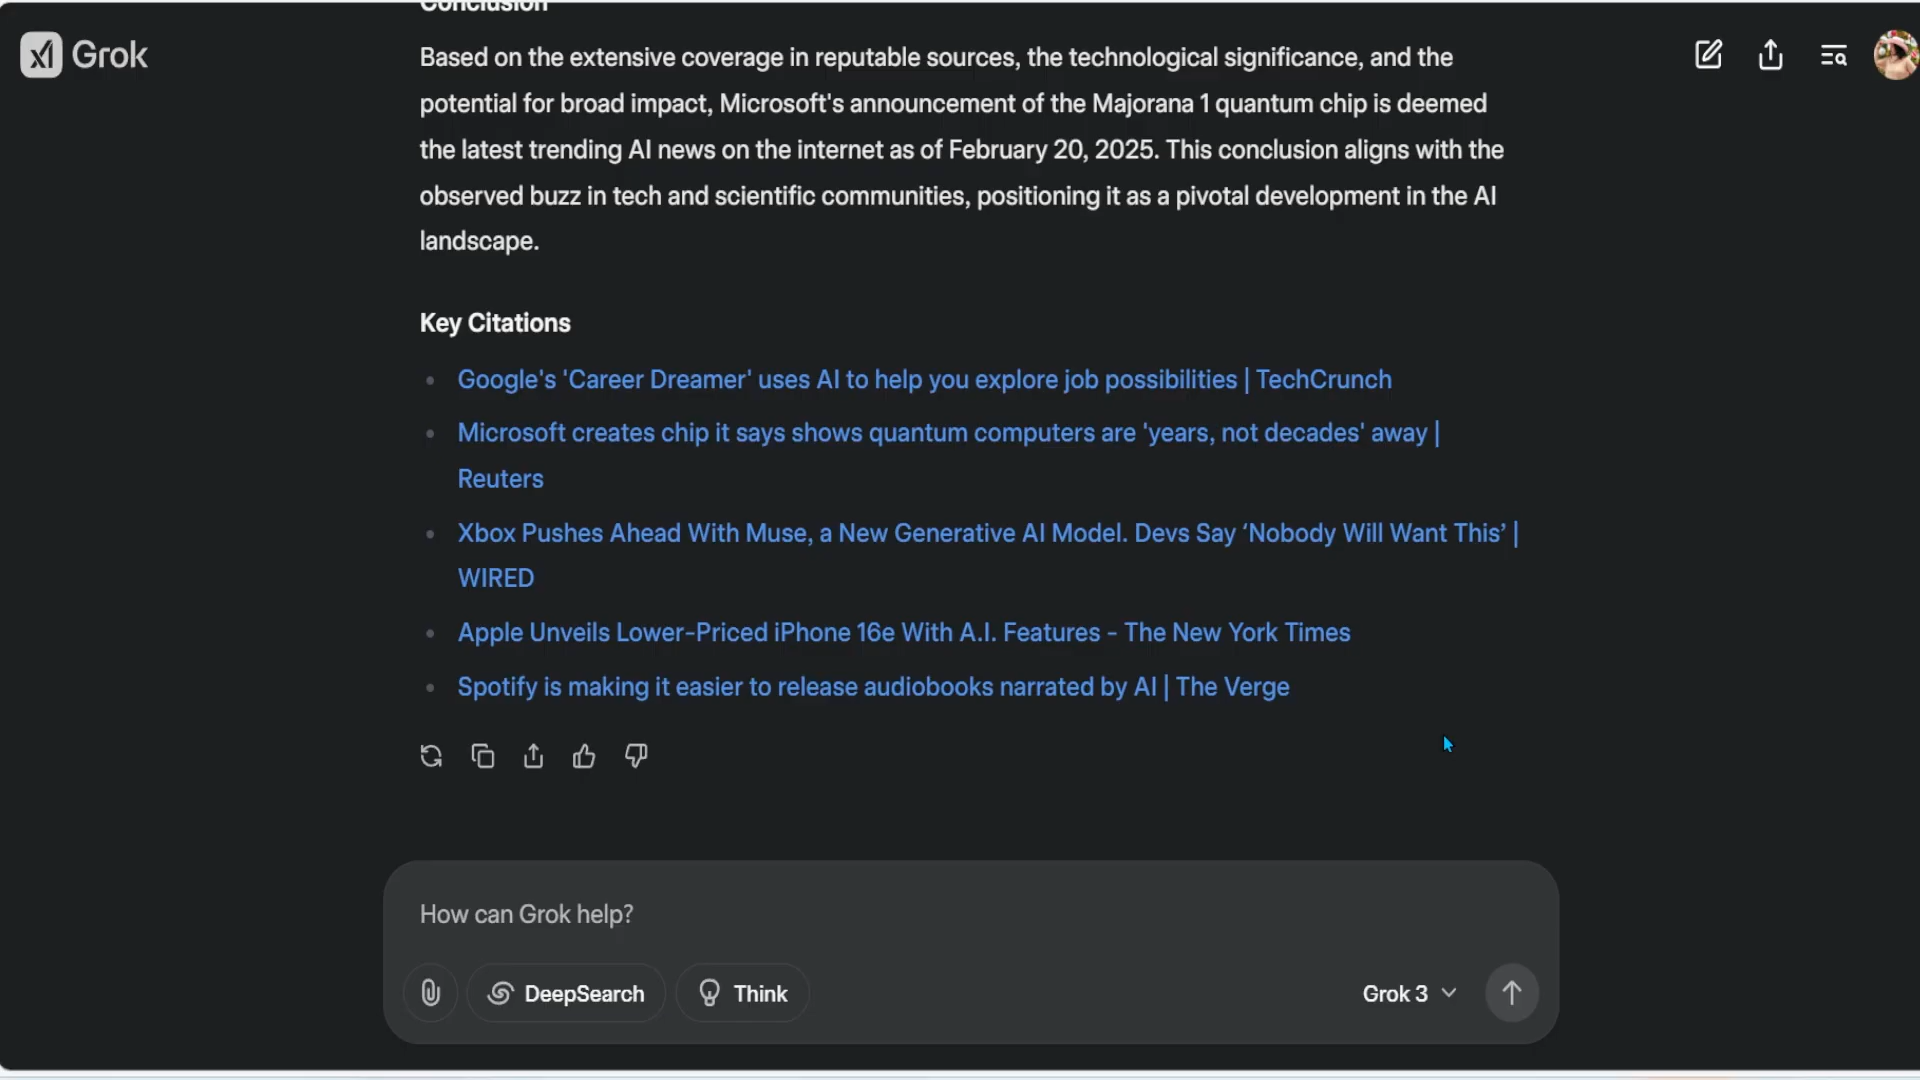 Conclusion
Grok
Based on the extensive coverage in reputable sources, the technological significance, and the
potential for broad impact, Microsoft's announcement of the Majorana 1 quantum chip is deemed
the latest trending AI news on the internet as of February 20, 2025. This conclusion aligns with the
observed buzz in tech and scientific communities, positioning it as a pivotal development in the AI
landscape.
Key Citations
Google's 'Career Dreamer' uses AI to help you explore job possibilities | TechCrunch
Microsoft creates chip it says shows quantum computers are 'years, not decades' away |
Reuters
Xbox Pushes Ahead With Muse, a New Generative AI Model. Devs Say ‘Nobody Will Want This’ |
WIRED
Apple Unveils Lower-Priced iPhone 16e With A.I. Features - The New York Times
Spotify is making it easier to release audiobooks narrated by AI | The Verge
How can Grok help?
DeepSearch
Think
Grok 3